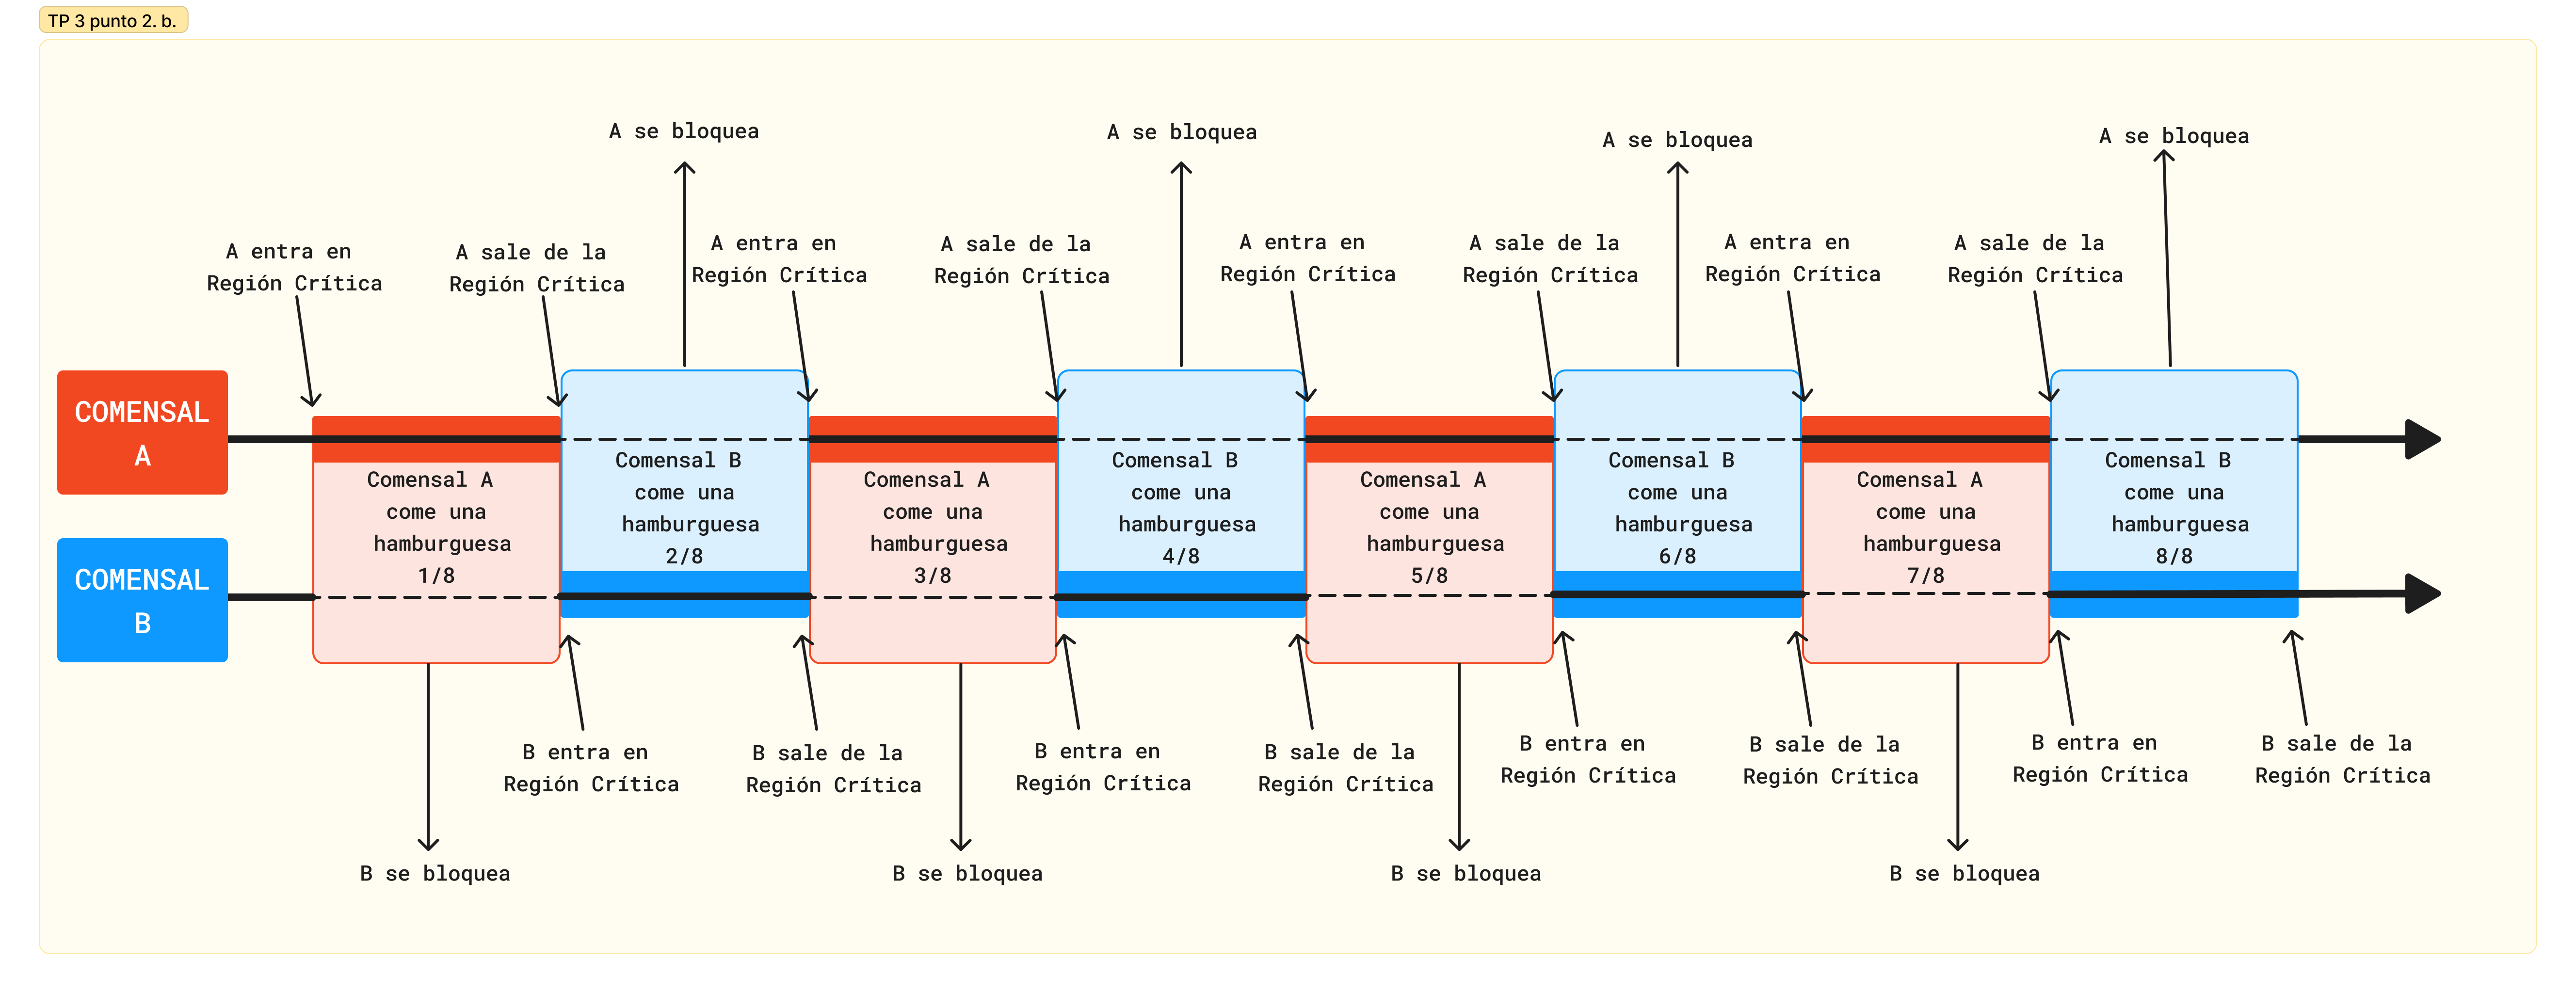 TP 3 punto 2. b.
A se bloquea
A se bloquea
A se bloquea
A se bloquea
A entra en
Región Crítica
A sale de la
Región Crítica
A entra en
Región Crítica
A sale de la
Región Crítica
A entra en
Región Crítica
A sale de la
Región Crítica
A entra en
Región Crítica
A sale de la
Región Crítica
COMENSAL
A
COMENSAL
B
Comensal A
come una
hamburguesa
1/8
Comensal B
come una
hamburguesa
2/8
Comensal A
come una
hamburguesa
3/8
Comensal B
come una
hamburguesa
4/8
Comensal A
come una
hamburguesa
5/8
Comensal B
come una
hamburguesa
6/8
Comensal A
come una
hamburguesa
7/8
Comensal B
come una
hamburguesa
8/8
B entra en
Región Crítica
B sale de la
Región Crítica
B entra en
Región Crítica
B sale de la
Región Crítica
B entra en
Región Crítica
B sale de la
Región Crítica
B entra en
Región Crítica
B sale de la
Región Crítica
B se bloquea
B se bloquea
B se bloquea
B se bloquea